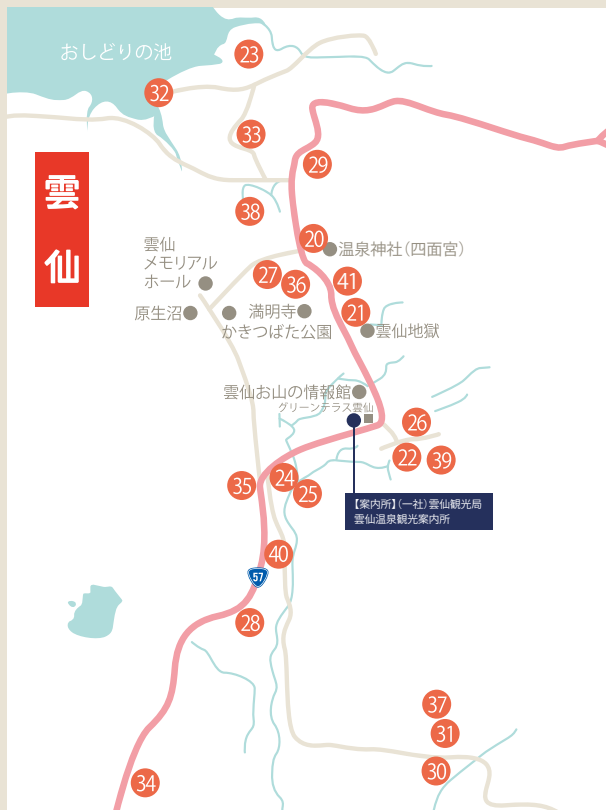 おしどりの池
23
32
33
29
雲仙
38
20
温泉神社（四面宮）
雲仙
メモリアル
ホール
27
36
41
原生沼
満明寺
21
かきつばた公園
雲仙地獄
雲仙お山の情報館
グリーンテラス雲仙
26
22
39
24
35
25
【案内所】（一社）雲仙観光局
雲仙温泉観光案内所
40
57
28
37
31
30
34